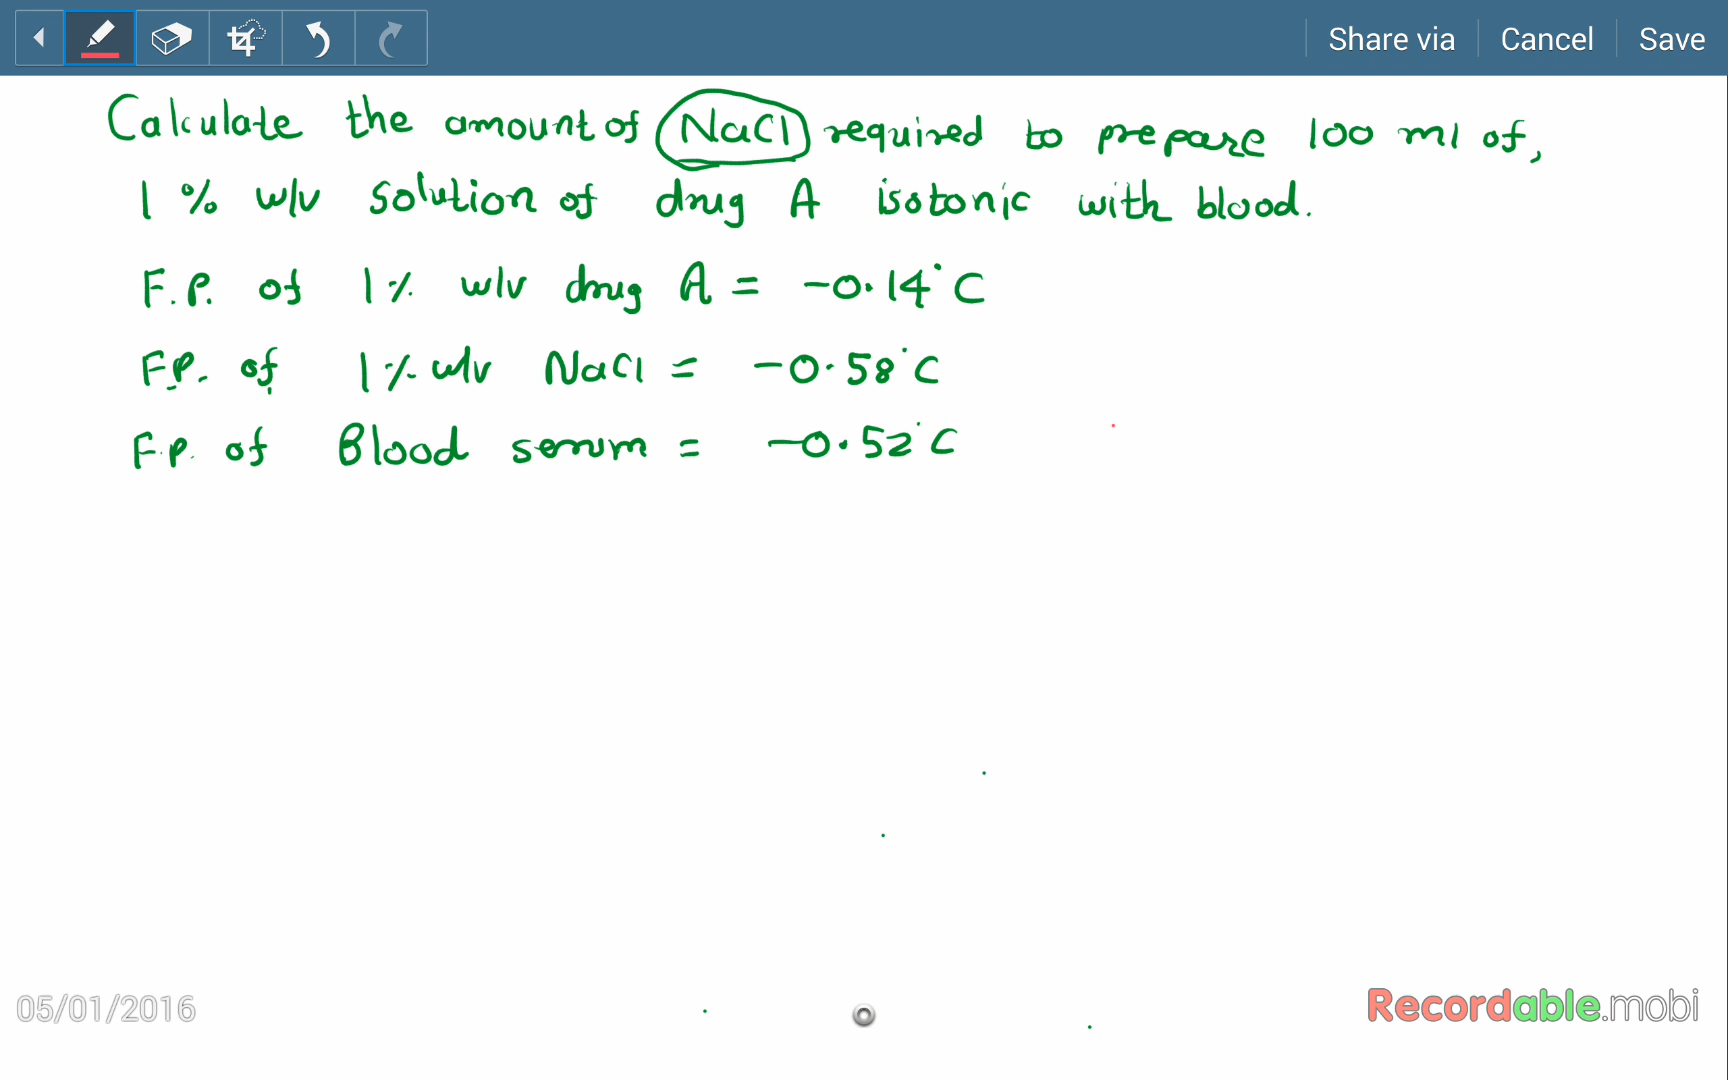 Share via Cancel Save
Calculate the amount of NaCl required to prepare 100 ml of,
1 % w/v solution of drug A isotonic with blood.
F.P. of 1% w/v drug A = -0.14°C
F.P. of 1% w/v NaCl = -0.58°C
F.P. of Blood serum = -0.52°C
05/01/2016
Recordable.mobi